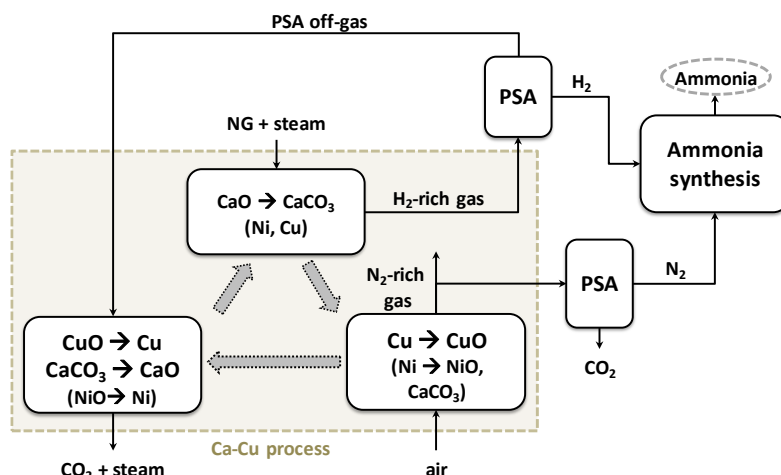 PSA off-gas
PSA
H₂
Ammonia
NG + steam
Ammonia
synthesis
CaO → CaCO₃
(Ni, Cu)
H₂-rich gas
N₂-rich
gas
PSA
N₂
CuO → Cu
CaCO₃ → CaO
(NiO → Ni)
Cu → CuO
(Ni → NiO,
CaCO₃)
CO₂
Ca-Cu process
CO₂ + steam
air